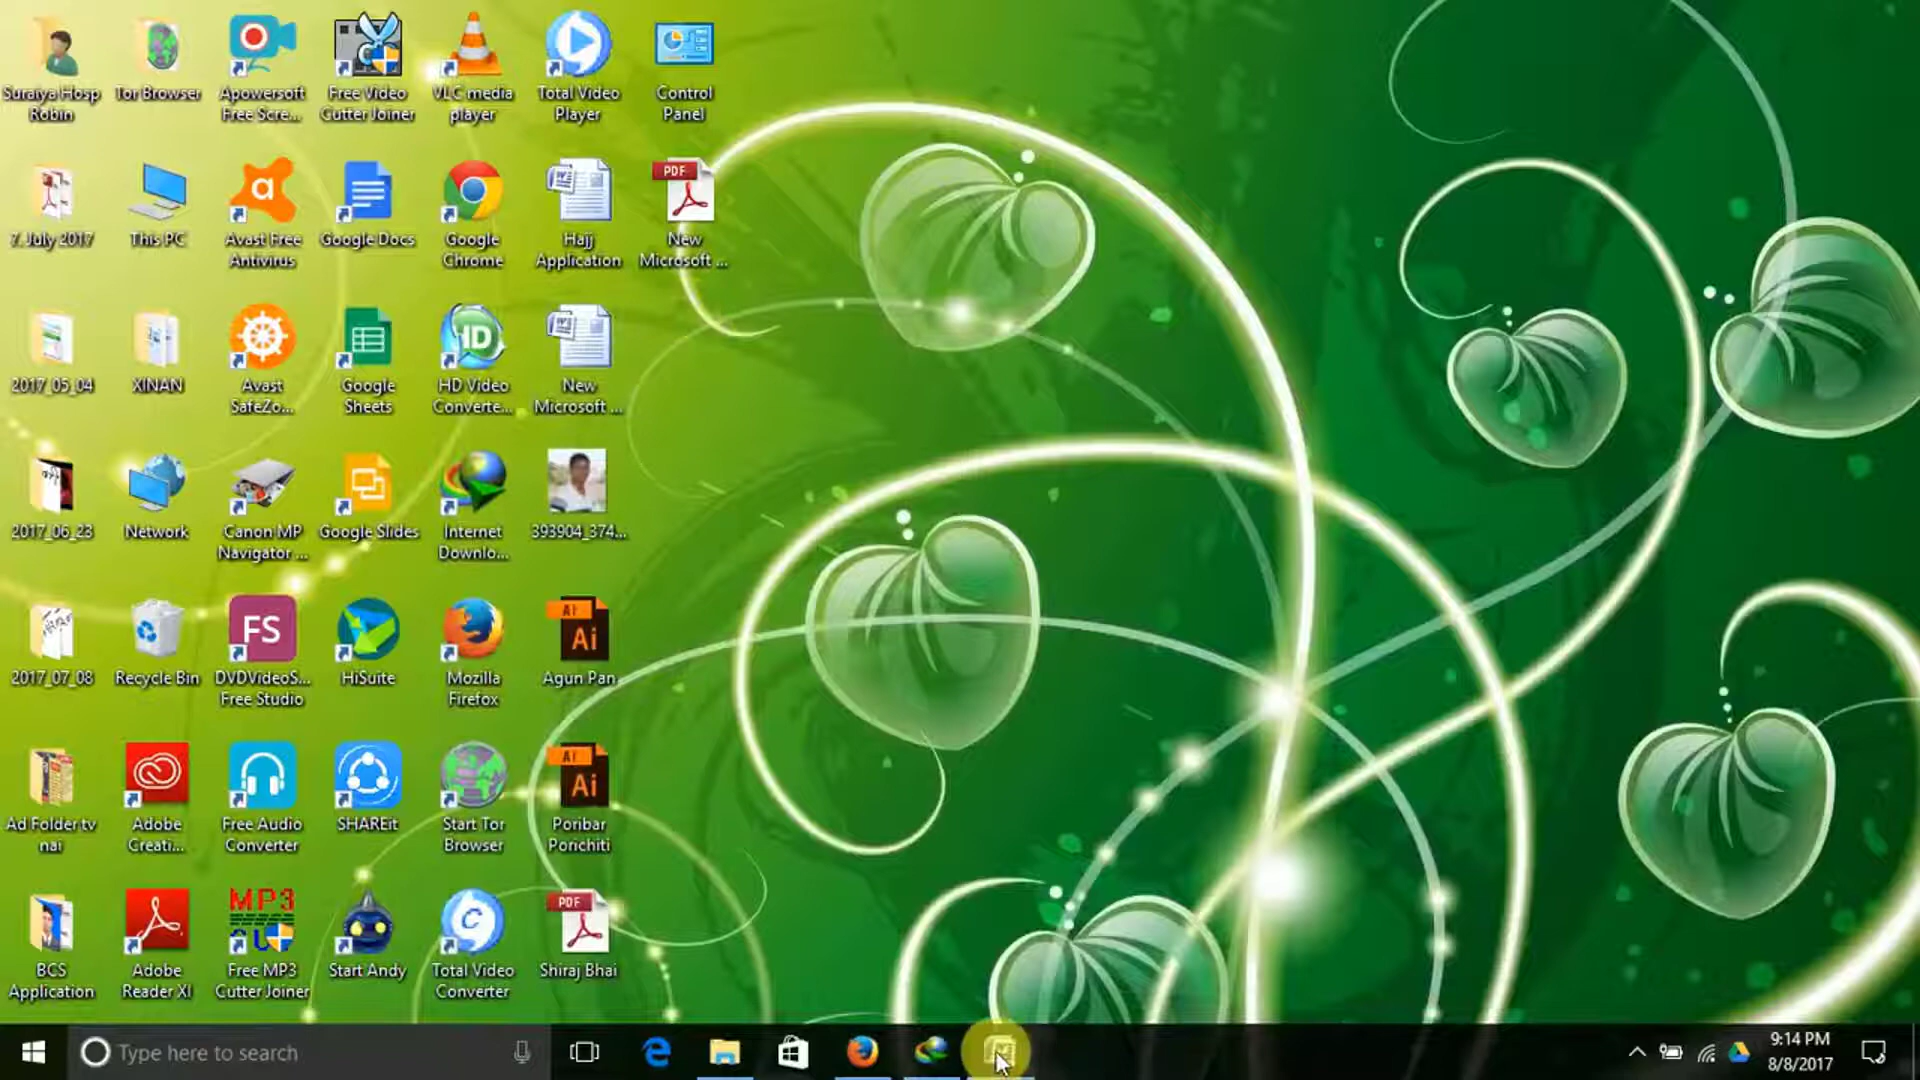 Suraiya Hosp
Robin
Tor Browser
Apowersoft
Free Scre...
Free Video
Cutter Joiner
VLC media
player
Total Video
Player
Control
Panel
7. July 2017
This PC
a
Avast Free
Antivirus
Google Docs
Google
Chrome
Hajj
Application
PDF
New
Microsoft ...
2017_05_04
XINAN
Avast
SafeZo...
Google
Sheets
HD
HD Video
Converte...
New
Microsoft ...
2017_06_23
Network
Canon MP
Navigator ...
Google Slides
Internet
Downlo...
393904_374...
2017_07_08
Recycle Bin
FS
DVDVideoS...
Free Studio
HiSuite
Mozilla
Firefox
Ai
Ai
Agun Pan
Ad Folder tv
nai
Adobe
Creati...
Free Audio
Converter
SHAREit
Start Tor
Browser
Ai
Ai
Poribar
Porichiti
BCS
Application
Adobe
Reader XI
MP3
Free MP3
Cutter Joiner
Start Andy
C
Total Video
Converter
PDF
Shiraj Bhai
Type here to search
9:14 PM
8/8/2017